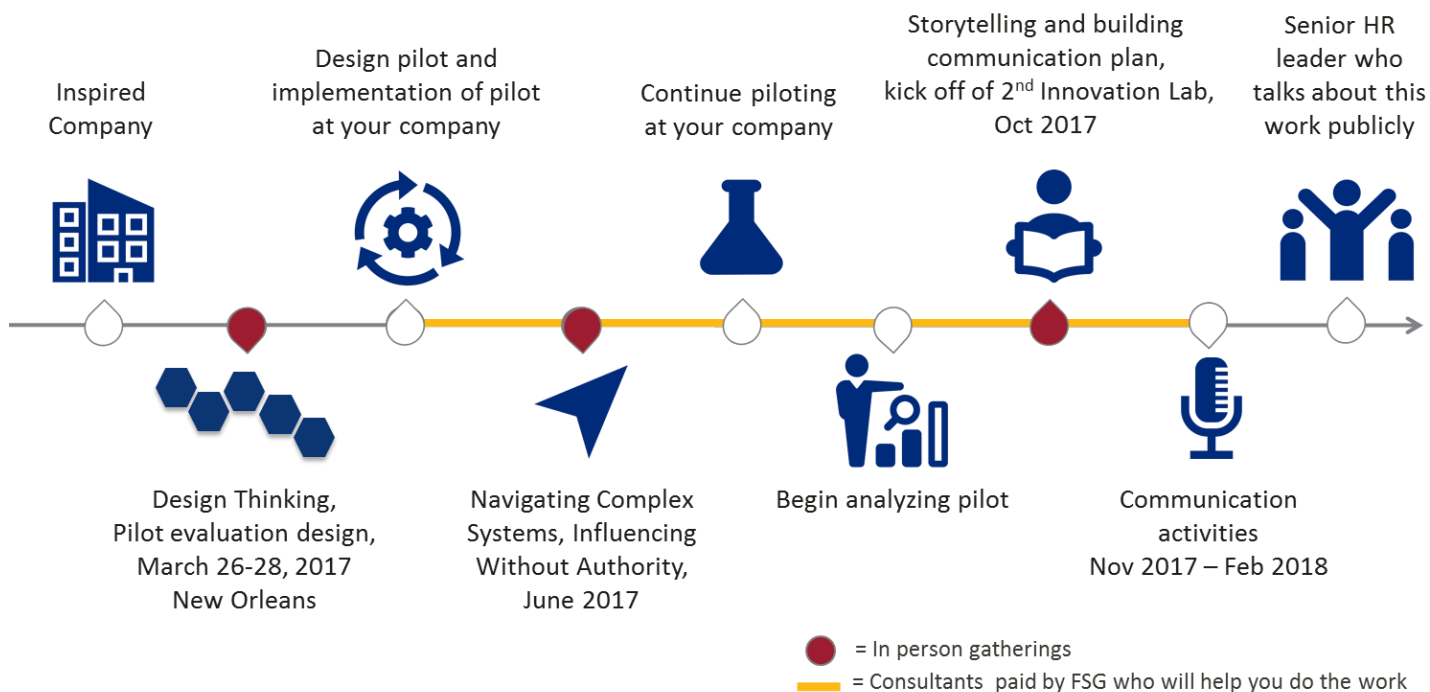 Inspired
Company
Design pilot and
implementation of pilot
at your company
Continue piloting
at your company
Storytelling and building
communication plan,
kick off of 2nd Innovation Lab,
Oct 2017
Senior HR
leader who
talks about this
work publicly
Design Thinking,
Pilot evaluation design,
March 26-28, 2017
New Orleans
Navigating Complex
Systems, Influencing
Without Authority,
June 2017
Begin analyzing pilot
Communication
activities
Nov 2017 – Feb 2018
= In person gatherings
= Consultants paid by FSG who will help you do the work